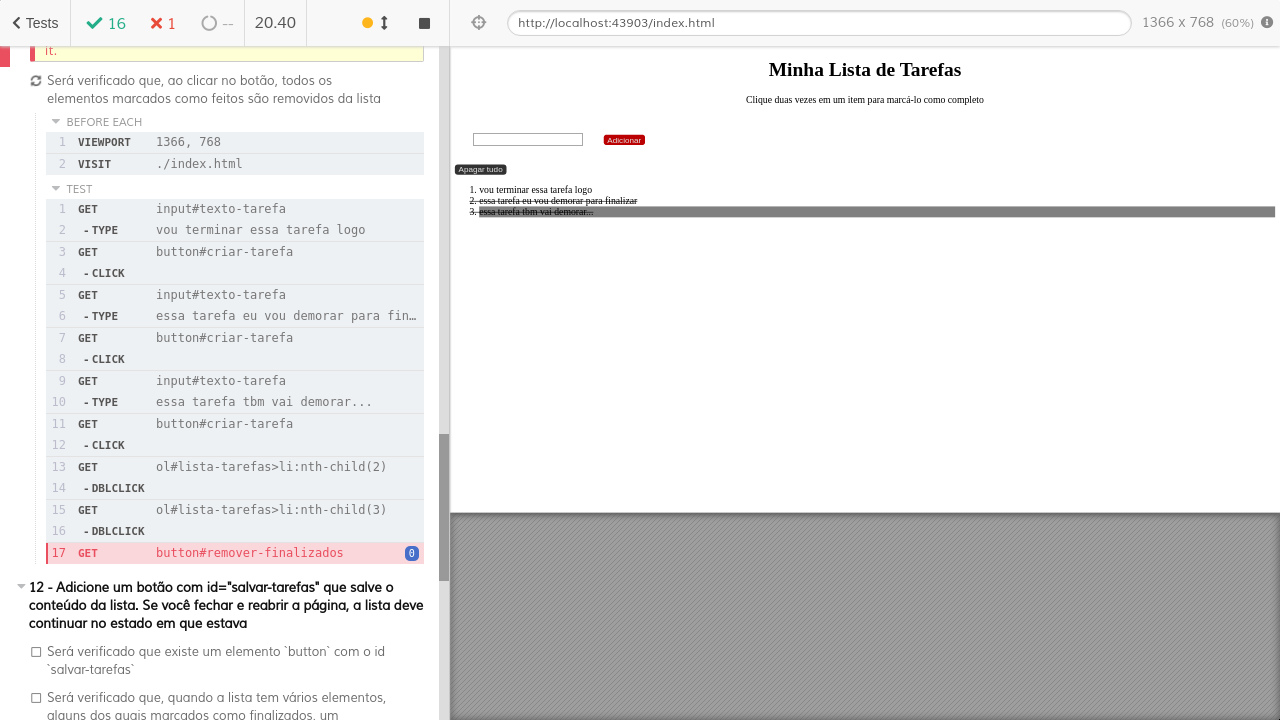 Tests 16 1 -- 20.40
http://localhost:43903/index.html 1366 x 768 (60%)
it.
Será verificado que, ao clicar no botão, todos os
elementos marcados como feitos são removidos da lista
BEFORE EACH
1 VIEWPORT 1366, 768
2 VISIT ./index.html
TEST
1 GET input#texto-tarefa
2 -TYPE vou terminar essa tarefa logo
3 GET button#criar-tarefa
4 -CLICK
5 GET input#texto-tarefa
6 -TYPE essa tarefa eu vou demorar para fin…
7 GET button#criar-tarefa
8 -CLICK
9 GET input#texto-tarefa
10 -TYPE essa tarefa tbm vai demorar...
11 GET button#criar-tarefa
12 -CLICK
13 GET ol#lista-tarefas>li:nth-child(2)
14 -DBLCLICK
15 GET ol#lista-tarefas>li:nth-child(3)
16 -DBLCLICK
17 GET button#remover-finalizados 0
12 - Adicione um botão com id="salvar-tarefas" que salve o
conteúdo da lista. Se você fechar e reabrir a página, a lista deve
continuar no estado em que estava
Será verificado que existe um elemento `button` com o id
`salvar-tarefas`
Será verificado que, quando a lista tem vários elementos,
alguns dos quais marcados como finalizados, um
Minha Lista de Tarefas
Clique duas vezes em um item para marcá-lo como completo
Adicionar
Apagar tudo
1. vou terminar essa tarefa logo
2. essa tarefa eu vou demorar para finalizar
3. essa tarefa tbm vai demorar...